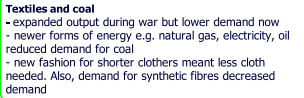 Textiles and coal
- expanded output during war but lower demand now
- newer forms of energy e.g. natural gas, electricity, oil
reduced demand for coal
- new fashion for shorter clothers meant less cloth
needed. Also, demand for synthetic fibres decreased
demand